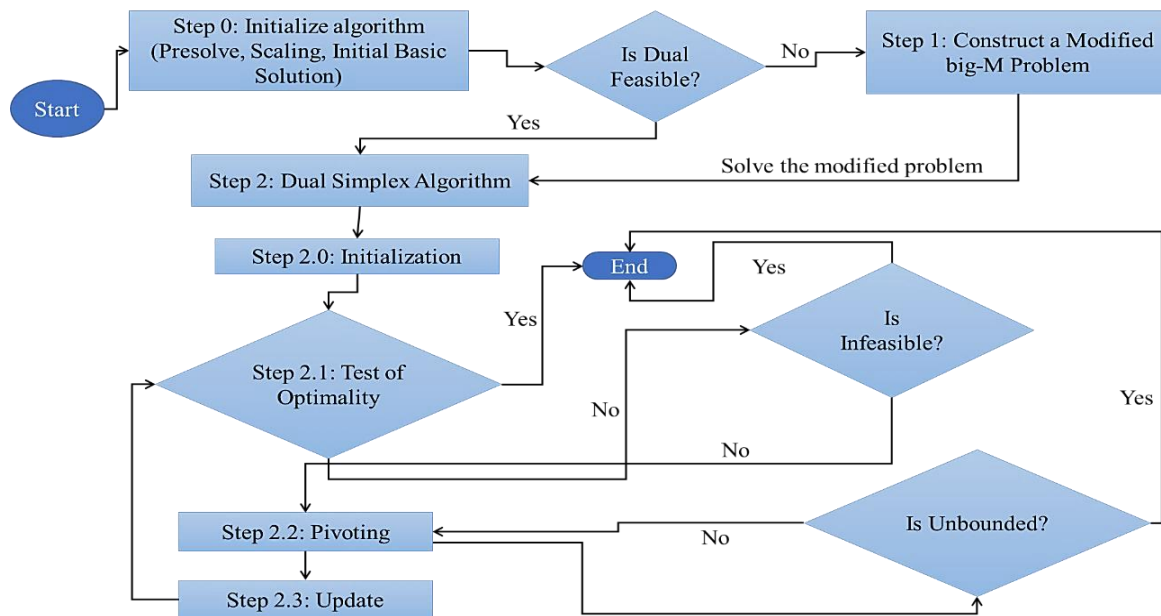 Start
Step 0: Initialize algorithm
(Presolve, Scaling, Initial Basic
Solution)
Is Dual
Feasible?
No
Step 1: Construct a Modified
big-M Problem
Yes
Solve the modified problem
Step 2: Dual Simplex Algorithm
Step 2.0: Initialization
End
Yes
Yes
Is
Infeasible?
Step 2.1: Test of
Optimality
No
Yes
No
Step 2.2: Pivoting
No
Is Unbounded?
Step 2.3: Update